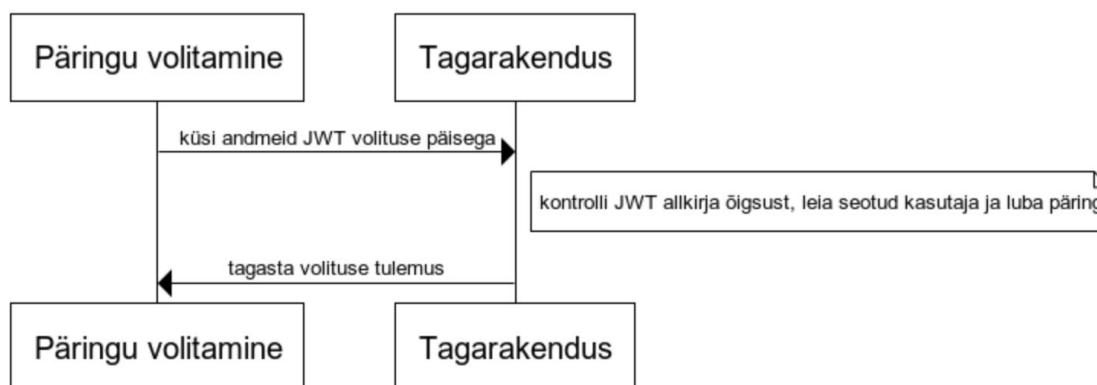 Päringu volitamine
Tagarakendus
küsi andmeid JWT volituse päisega
kontrolli JWT allkirja õigsust, leia seotud kasutaja ja luba
tagasta volituse tulemus
Päringu volitamine
Tagarakendus